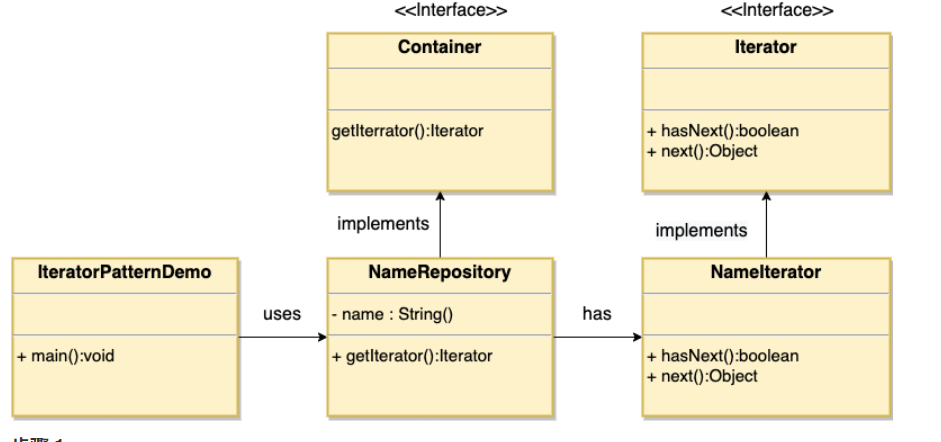 <<Interface>>
<<Interface>>
Container
Iterator
getIterrator():Iterator
+ hasNext():boolean
+ next():Object
implements
implements
IteratorPatternDemo
NameRepository
NameIterator
uses
- name : String()
has
+ main():void
+ getIterator():Iterator
+ hasNext():boolean
+ next():Object